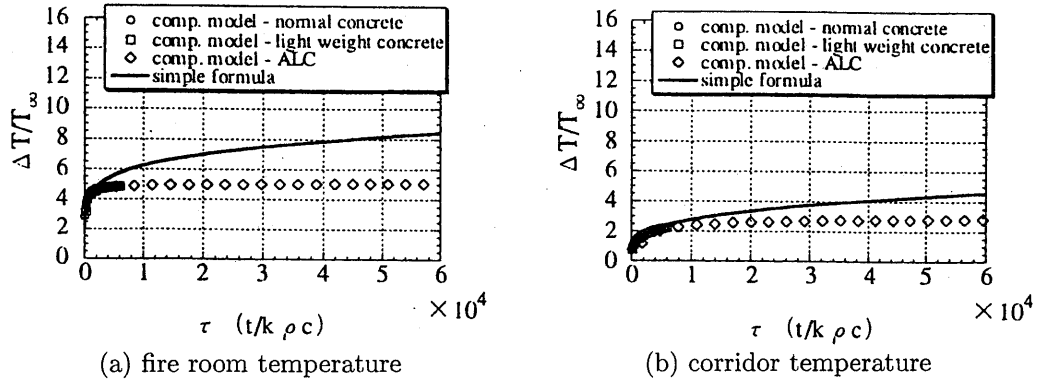 comp. model - normal concrete
comp. model - light weight concrete
comp. model - ALC
simple formula
Δ T/T∞
16
14
12
10
8
6
4
2
0
0 1 2 3 4 5 6
×10⁴
τ (t/k ρ c)
(a) fire room temperature
comp. model - normal concrete
comp. model - light weight concrete
comp. model - ALC
simple formula
Δ T/T∞
16
14
12
10
8
6
4
2
0
0 1 2 3 4 5 6
×10⁴
τ (t/k ρ c)
(b) corridor temperature